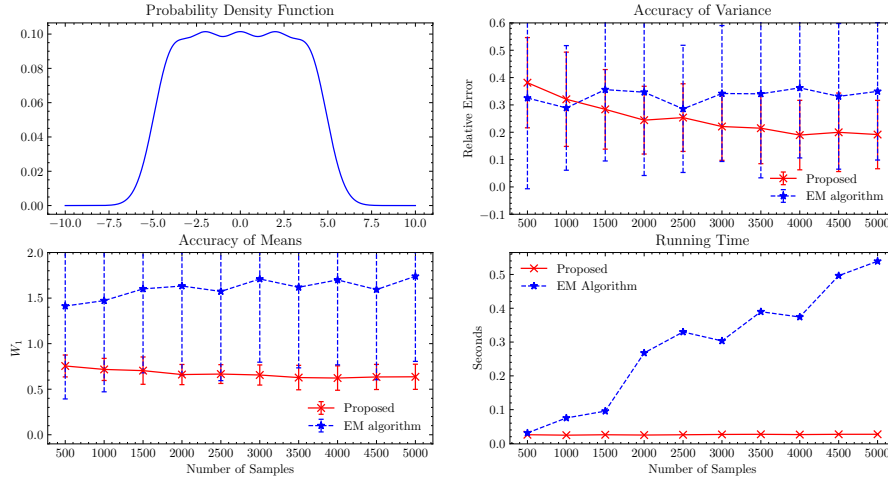 Probability Density Function
0.10
0.08
0.06
0.04
0.02
0.00
−10.0 −7.5 −5.0 −2.5 0.0 2.5 5.0 7.5 10.0
Accuracy of Variance
Relative Error
0.6
0.5
0.4
0.3
0.2
0.1
0.0
−0.1
Proposed
EM algorithm
500 1000 1500 2000 2500 3000 3500 4000 4500 5000
Accuracy of Means
W1
2.0
1.5
1.0
0.5
0.0
Proposed
EM algorithm
500 1000 1500 2000 2500 3000 3500 4000 4500 5000
Number of Samples
Running Time
Seconds
0.5
0.4
0.3
0.2
0.1
0.0
Proposed
EM Algorithm
500 1000 1500 2000 2500 3000 3500 4000 4500 5000
Number of Samples